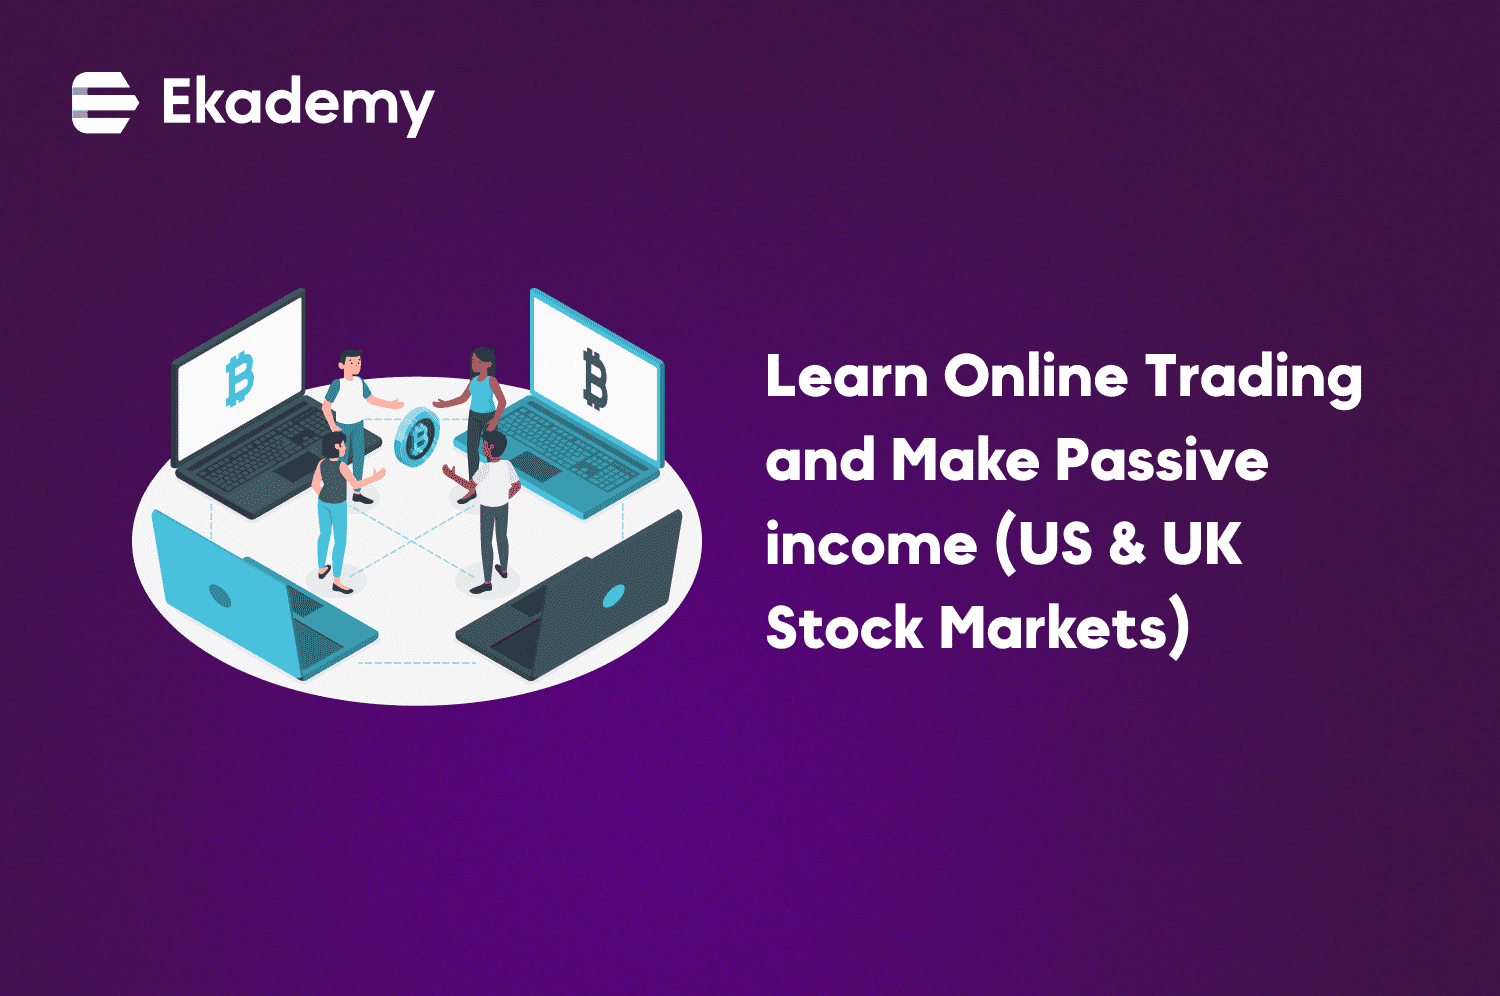 Ekademy
Learn Online Trading
and Make Passive
income (US & UK
Stock Markets)